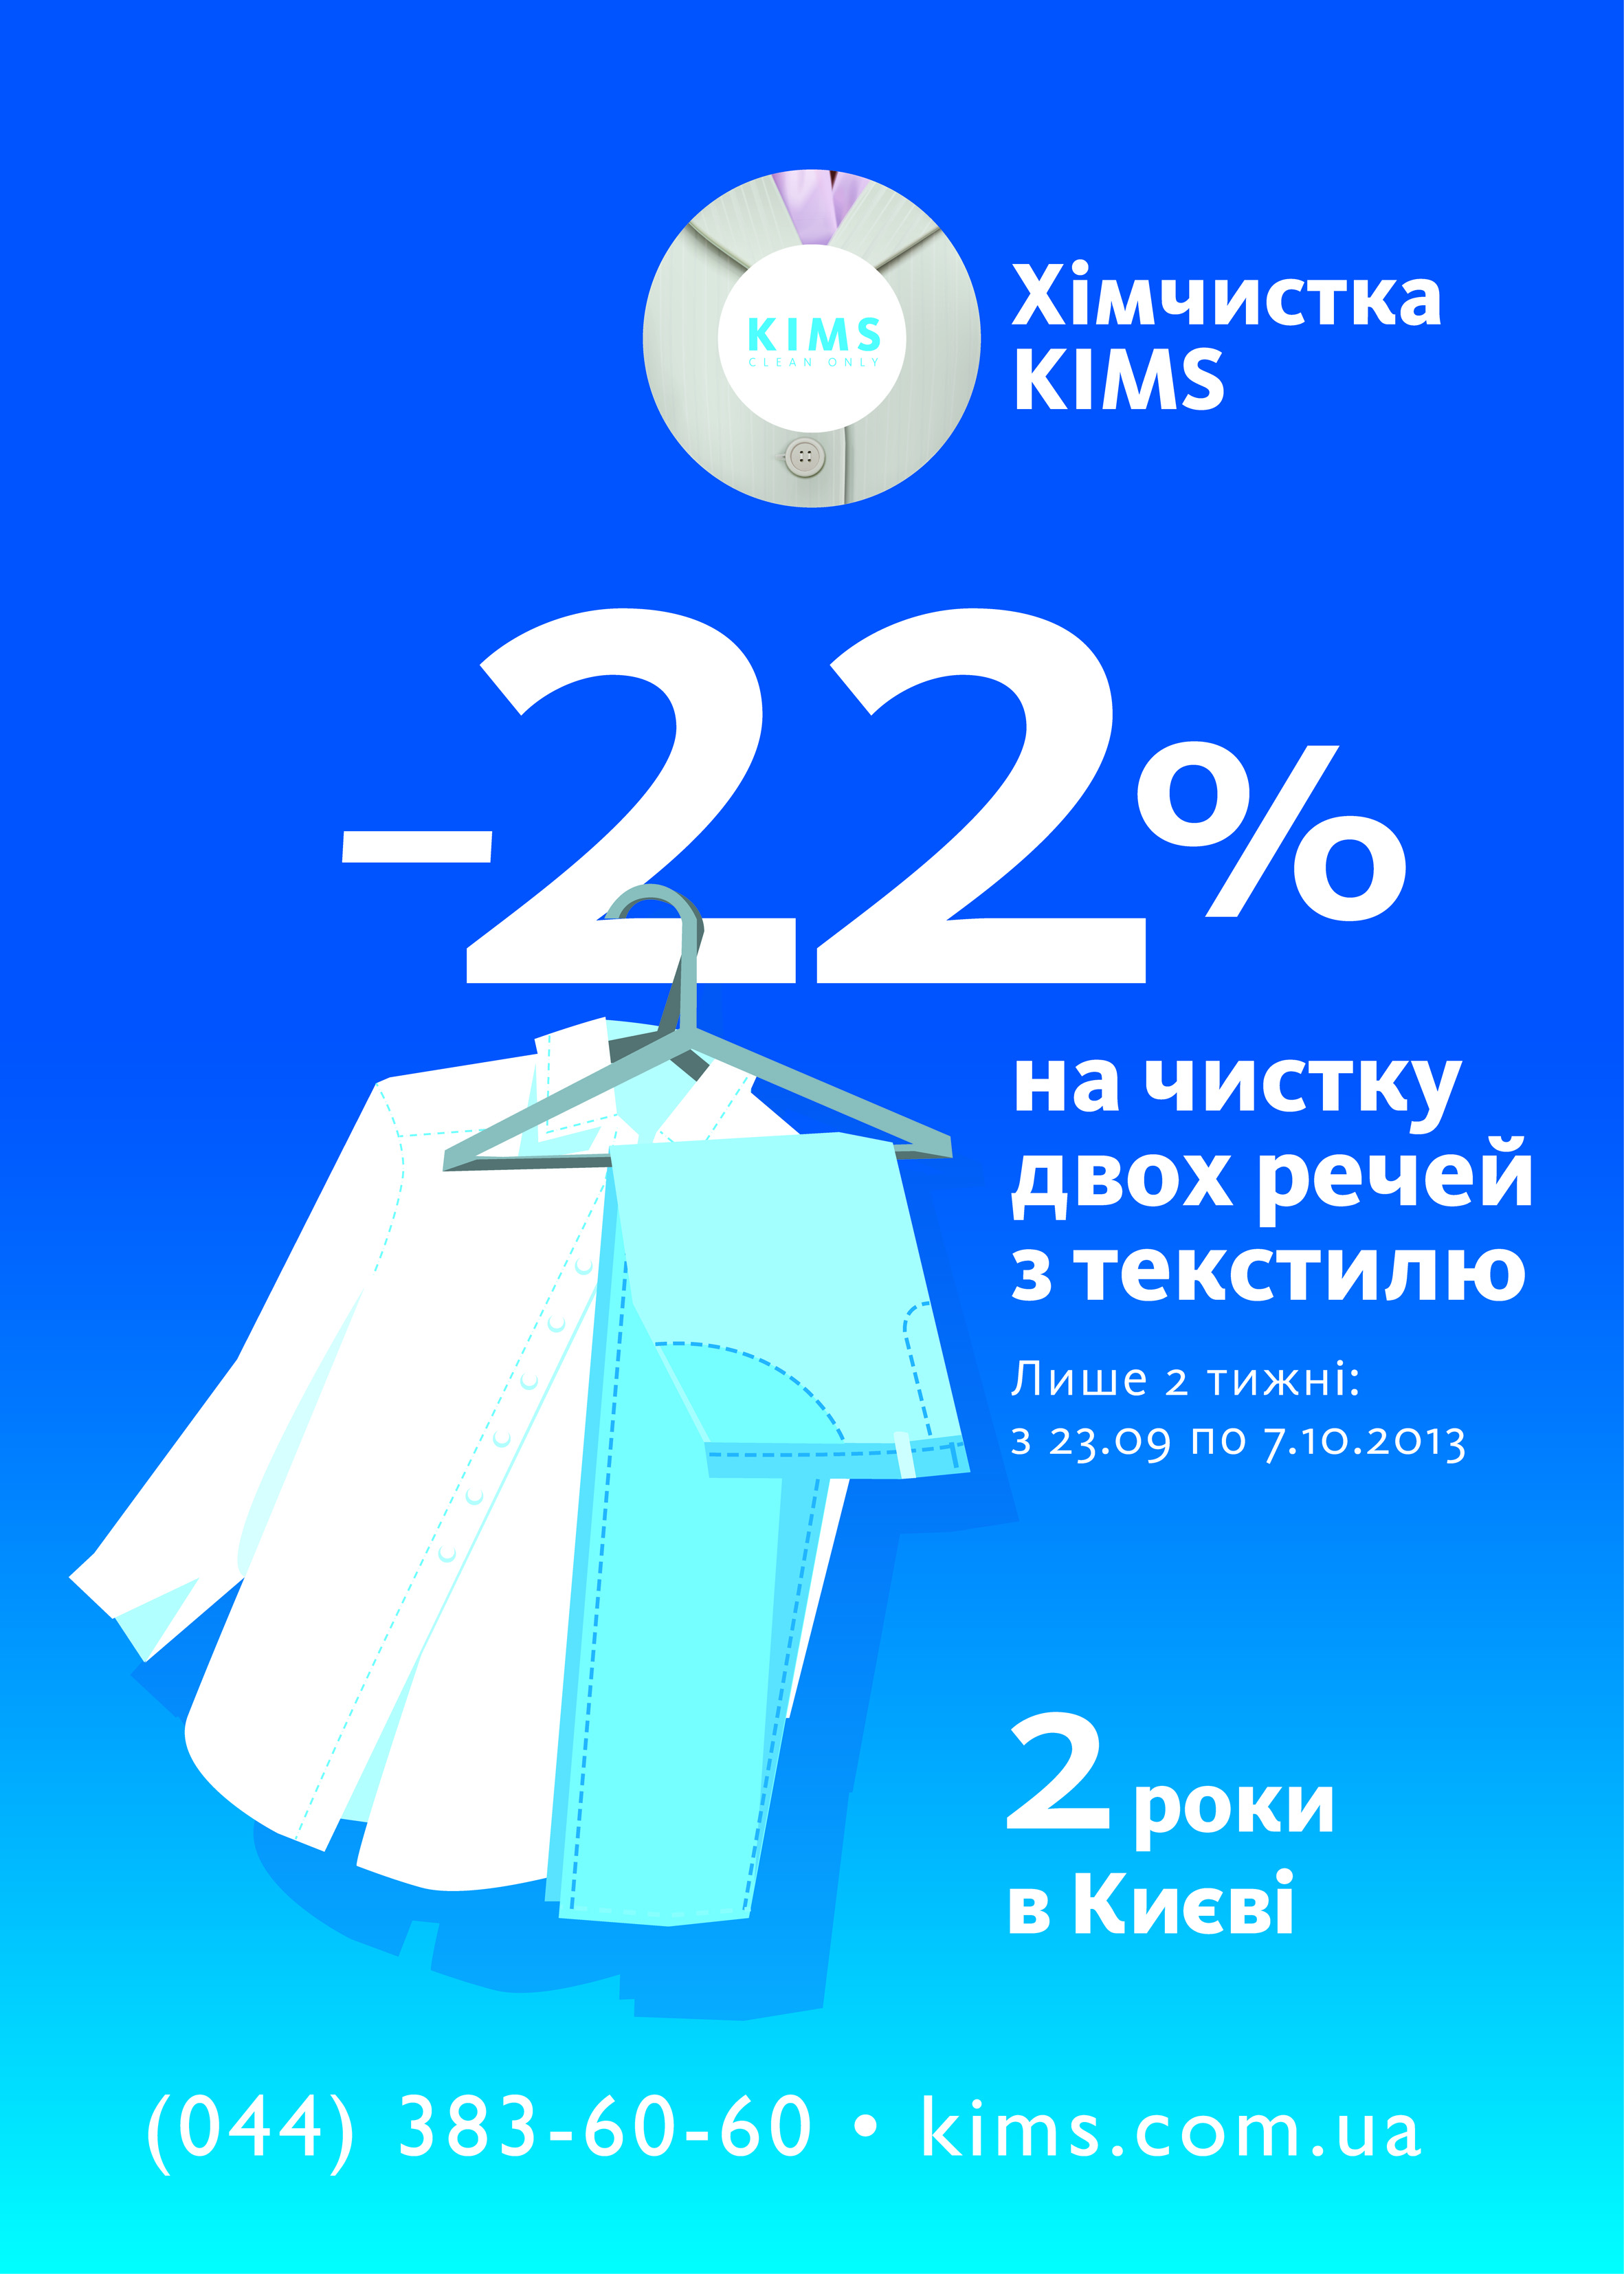 KIMS
CLEAN ONLY
Хімчистка
KIMS
-22%
на чистку
двох речей
з текстилю
Лише 2 тижні:
з 23.09 по 7.10.2013
2 роки
в Києві
(044) 383-60-60 • kims.com.ua